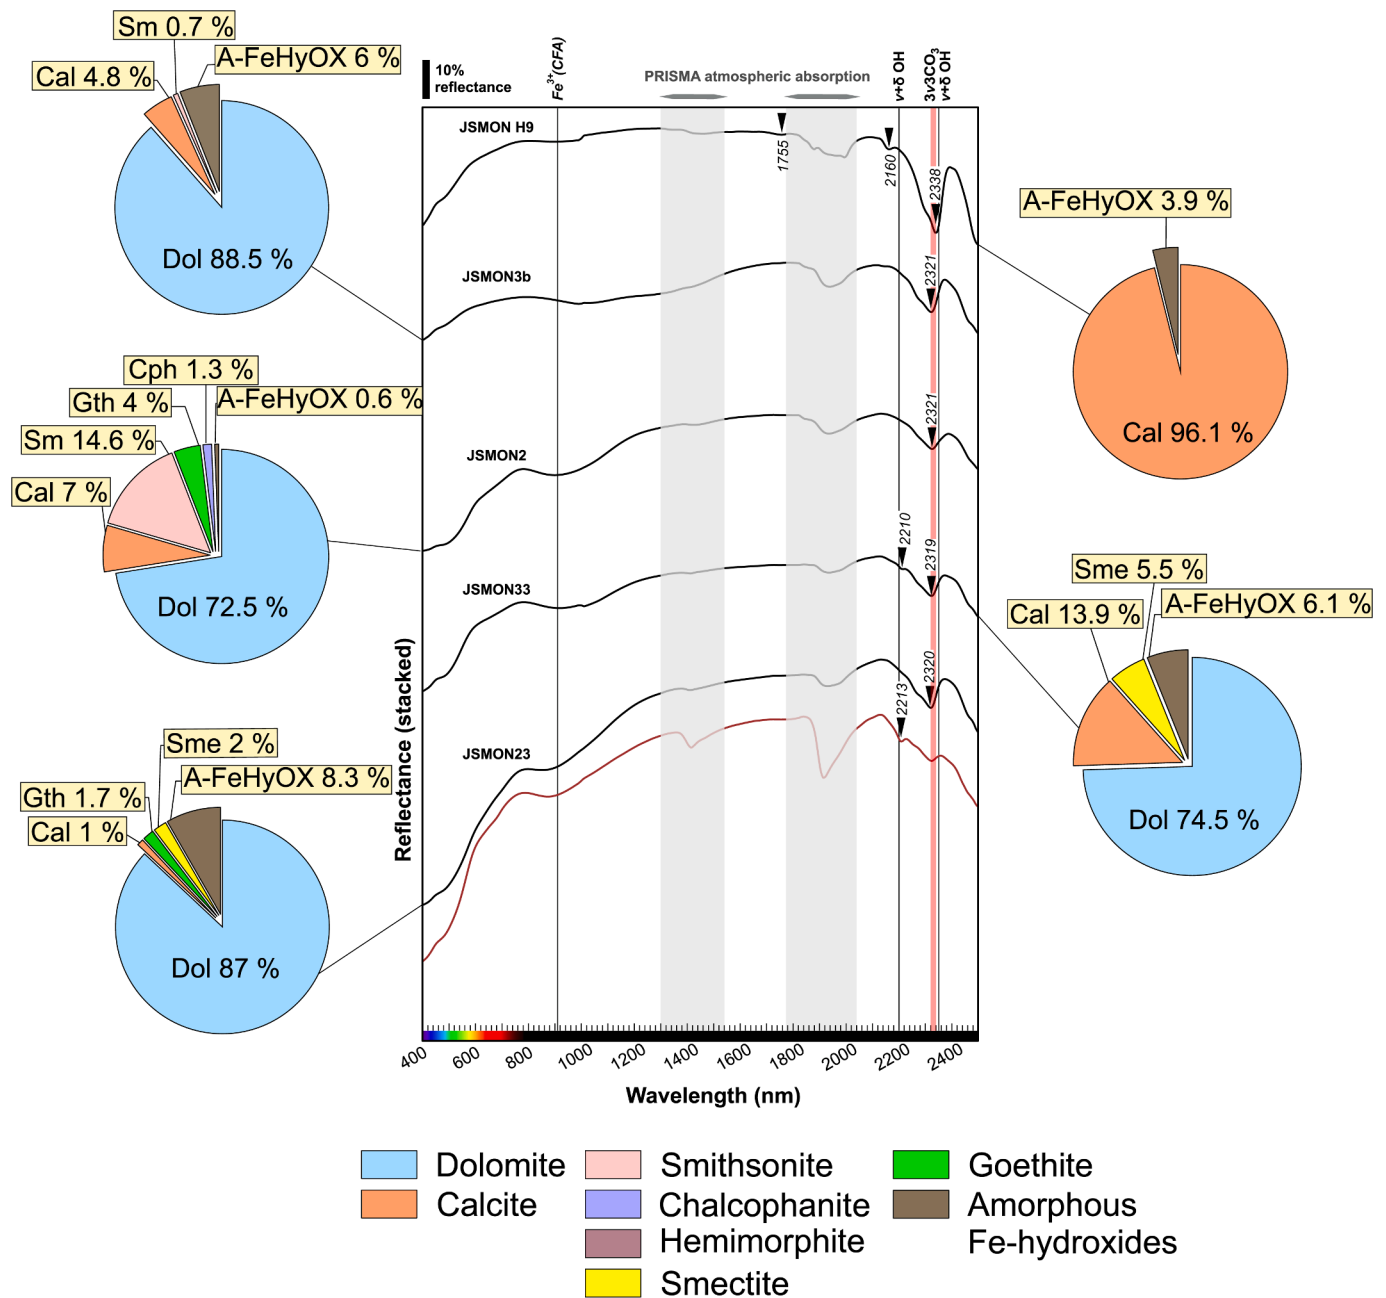 Sm 0.7 %
A-FeHyOX 6 %
Cal 4.8 %
Dol 88.5 %
Cph 1.3 %
A-FeHyOX 0.6 %
Gth 4 %
Sm 14.6 %
Cal 7 %
Dol 72.5 %
Sme 2 %
A-FeHyOX 8.3 %
Gth 1.7 %
Cal 1 %
Dol 87 %
10%
reflectance
Fe³⁺(CFA)
PRISMA atmospheric absorption
ν+δ OH
3ν3CO₃
ν+δ OH
JSMON H9
1755
2160
2338
JSMON3b
2321
JSMON2
2321
JSMON33
2210
2319
JSMON23
2213
2320
Reflectance (stacked)
400
600
800
1000
1200
1400
1600
1800
2000
2200
2400
Wavelength (nm)
A-FeHyOX 3.9 %
Cal 96.1 %
Sme 5.5 %
A-FeHyOX 6.1 %
Cal 13.9 %
Dol 74.5 %
Dolomite
Calcite
Smithsonite
Chalcophanite
Hemimorphite
Smectite
Goethite
Amorphous
Fe-hydroxides